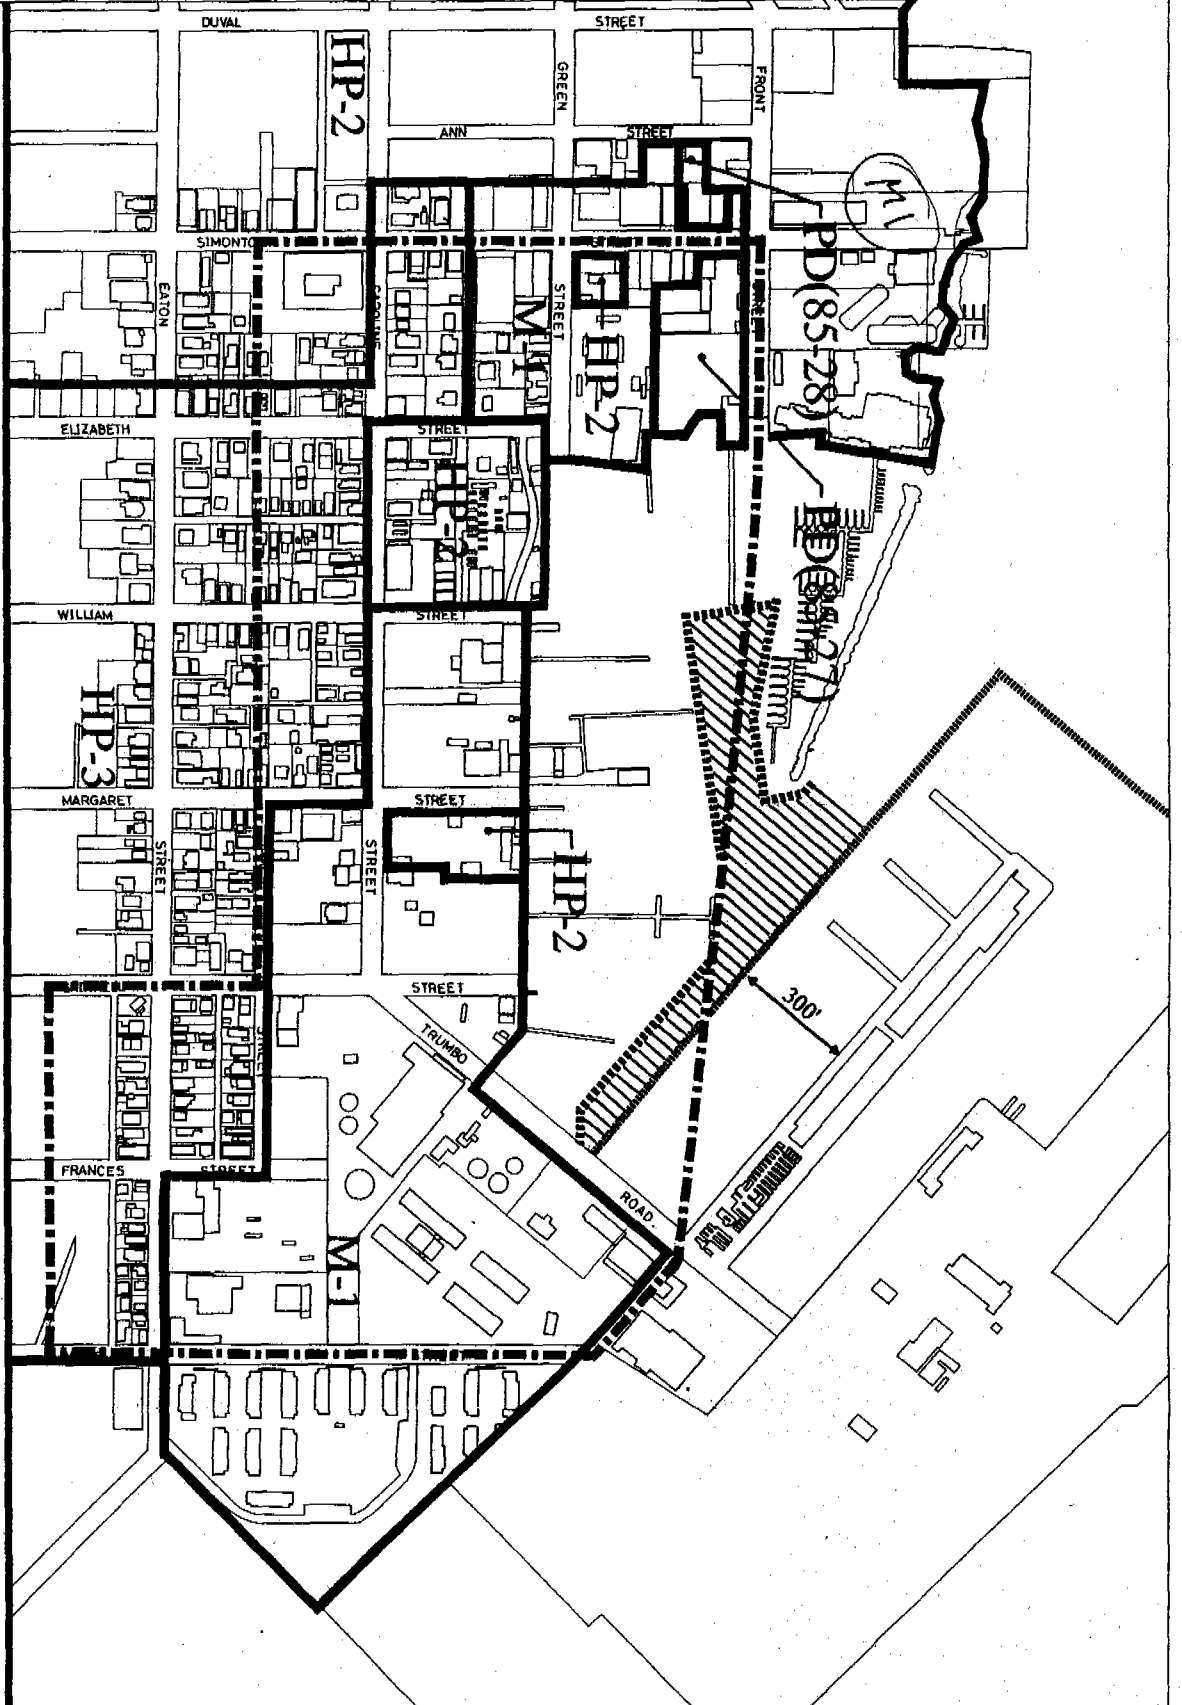 DUVAL STREET
HP-2
GREEN
STREET
FRONT
ANN STREET
M1
SIMONTON
EATON
CAROLINE
M-1
HP-2
PD(85-28)
ELIZABETH STREET
HP-2
WILLIAM STREET
HP-3
MARGARET STREET
STREET
STREET
HP-2
300'
STREET
TRUMBO
ROAD
STREET
FRANCES STREET
M-1